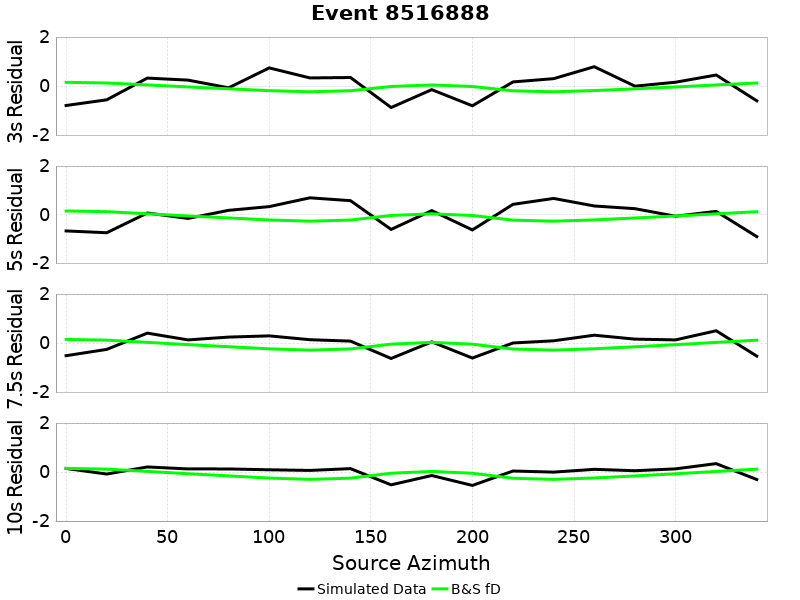 Event 8516888
3s Residual
2
0
-2
5s Residual
2
0
-2
7.5s Residual
2
0
-2
10s Residual
2
0
-2
0 50 100 150 200 250 300
Source Azimuth
Simulated Data B&S fD